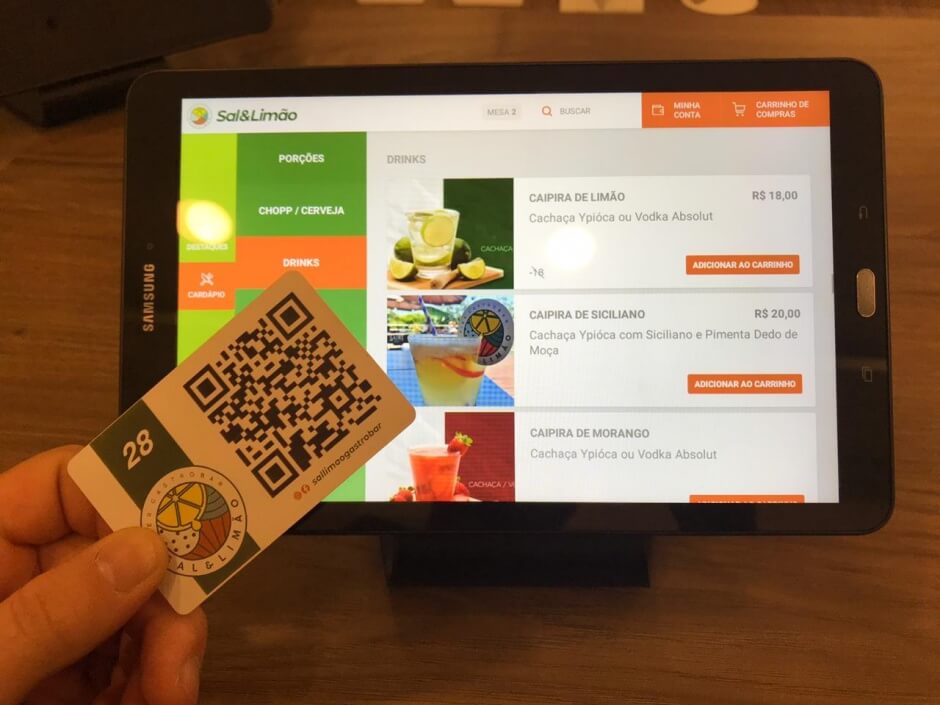 Sal&Limão
MESA 2
BUSCAR
MINHA
CONTA
CARRINHO DE
COMPRAS
DESTAQUES
CARDÁPIO
PORÇÕES
CHOPP / CERVEJA
DRINKS
DRINKS
CAIPIRA DE LIMÃO
R$ 18,00
Cachaça Ypióca ou Vodka Absolut
CACHAÇA
-18
ADICIONAR AO CARRINHO
CAIPIRA DE SICILIANO
R$ 20,00
Cachaça Ypióca com Siciliano e Pimenta Dedo de
Moça
LIMÃO
ADICIONAR AO CARRINHO
CAIPIRA DE MORANGO
Cachaça Ypióca ou Vodka Absolut
CACHAÇA /
SAMSUNG
28
sallimaogastrobar
GASTROBAR
SAL & LIMÃO